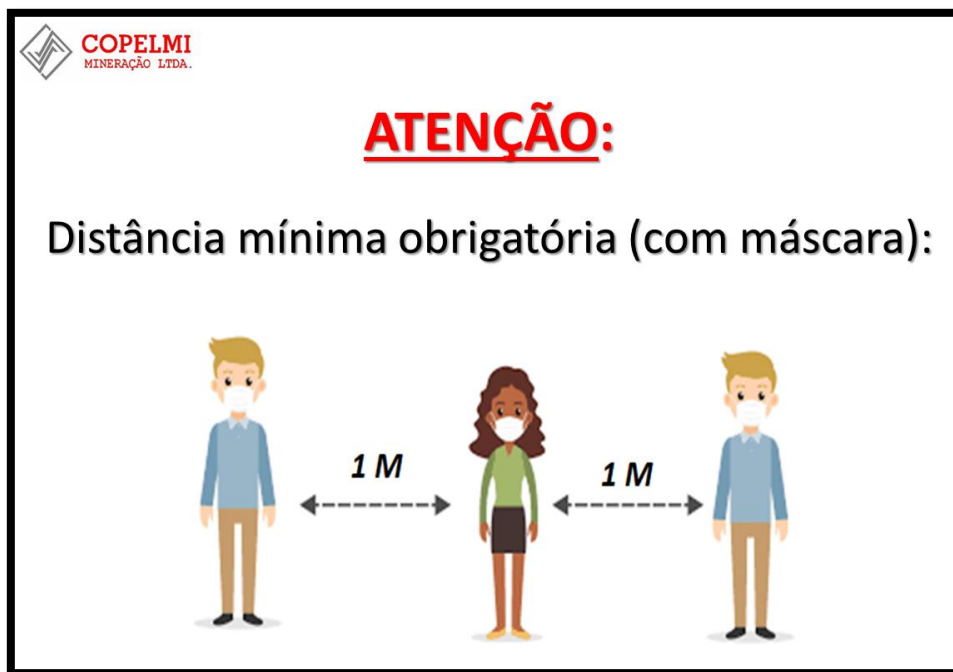 COPELMI
MINERAÇÃO LTDA.
ATENÇÃO:
Distância mínima obrigatória (com máscara):
1 M
1 M